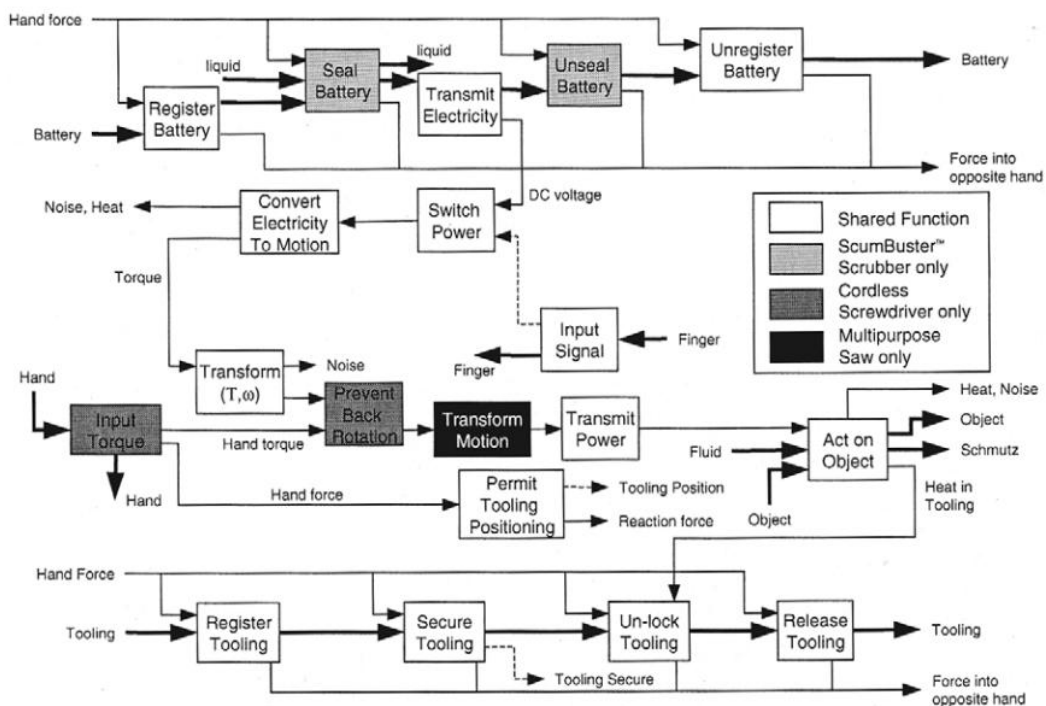 Hand force
liquid
liquid
Seal
Battery
Unseal
Battery
Unregister
Battery
Battery
Register
Battery
Transmit
Electricity
Battery
Force into
opposite hand
DC voltage
Noise, Heat
Convert
Electricity
To Motion
Switch
Power
Shared Function
ScumBuster™
Scrubber only
Cordless
Screwdriver only
Multipurpose
Saw only
Torque
Input
Signal
Finger
Finger
Transform
(T,ω)
Noise
Hand
Input
Torque
Prevent
Back
Rotation
Hand torque
Transform
Motion
Transmit
Power
Fluid
Act on
Object
Heat, Noise
Object
Schmutz
Heat in
Tooling
Object
Hand
Hand force
Permit
Tooling
Positioning
Tooling Position
Reaction force
Hand Force
Tooling
Register
Tooling
Secure
Tooling
Un-lock
Tooling
Release
Tooling
Tooling
Tooling Secure
Force into
opposite hand